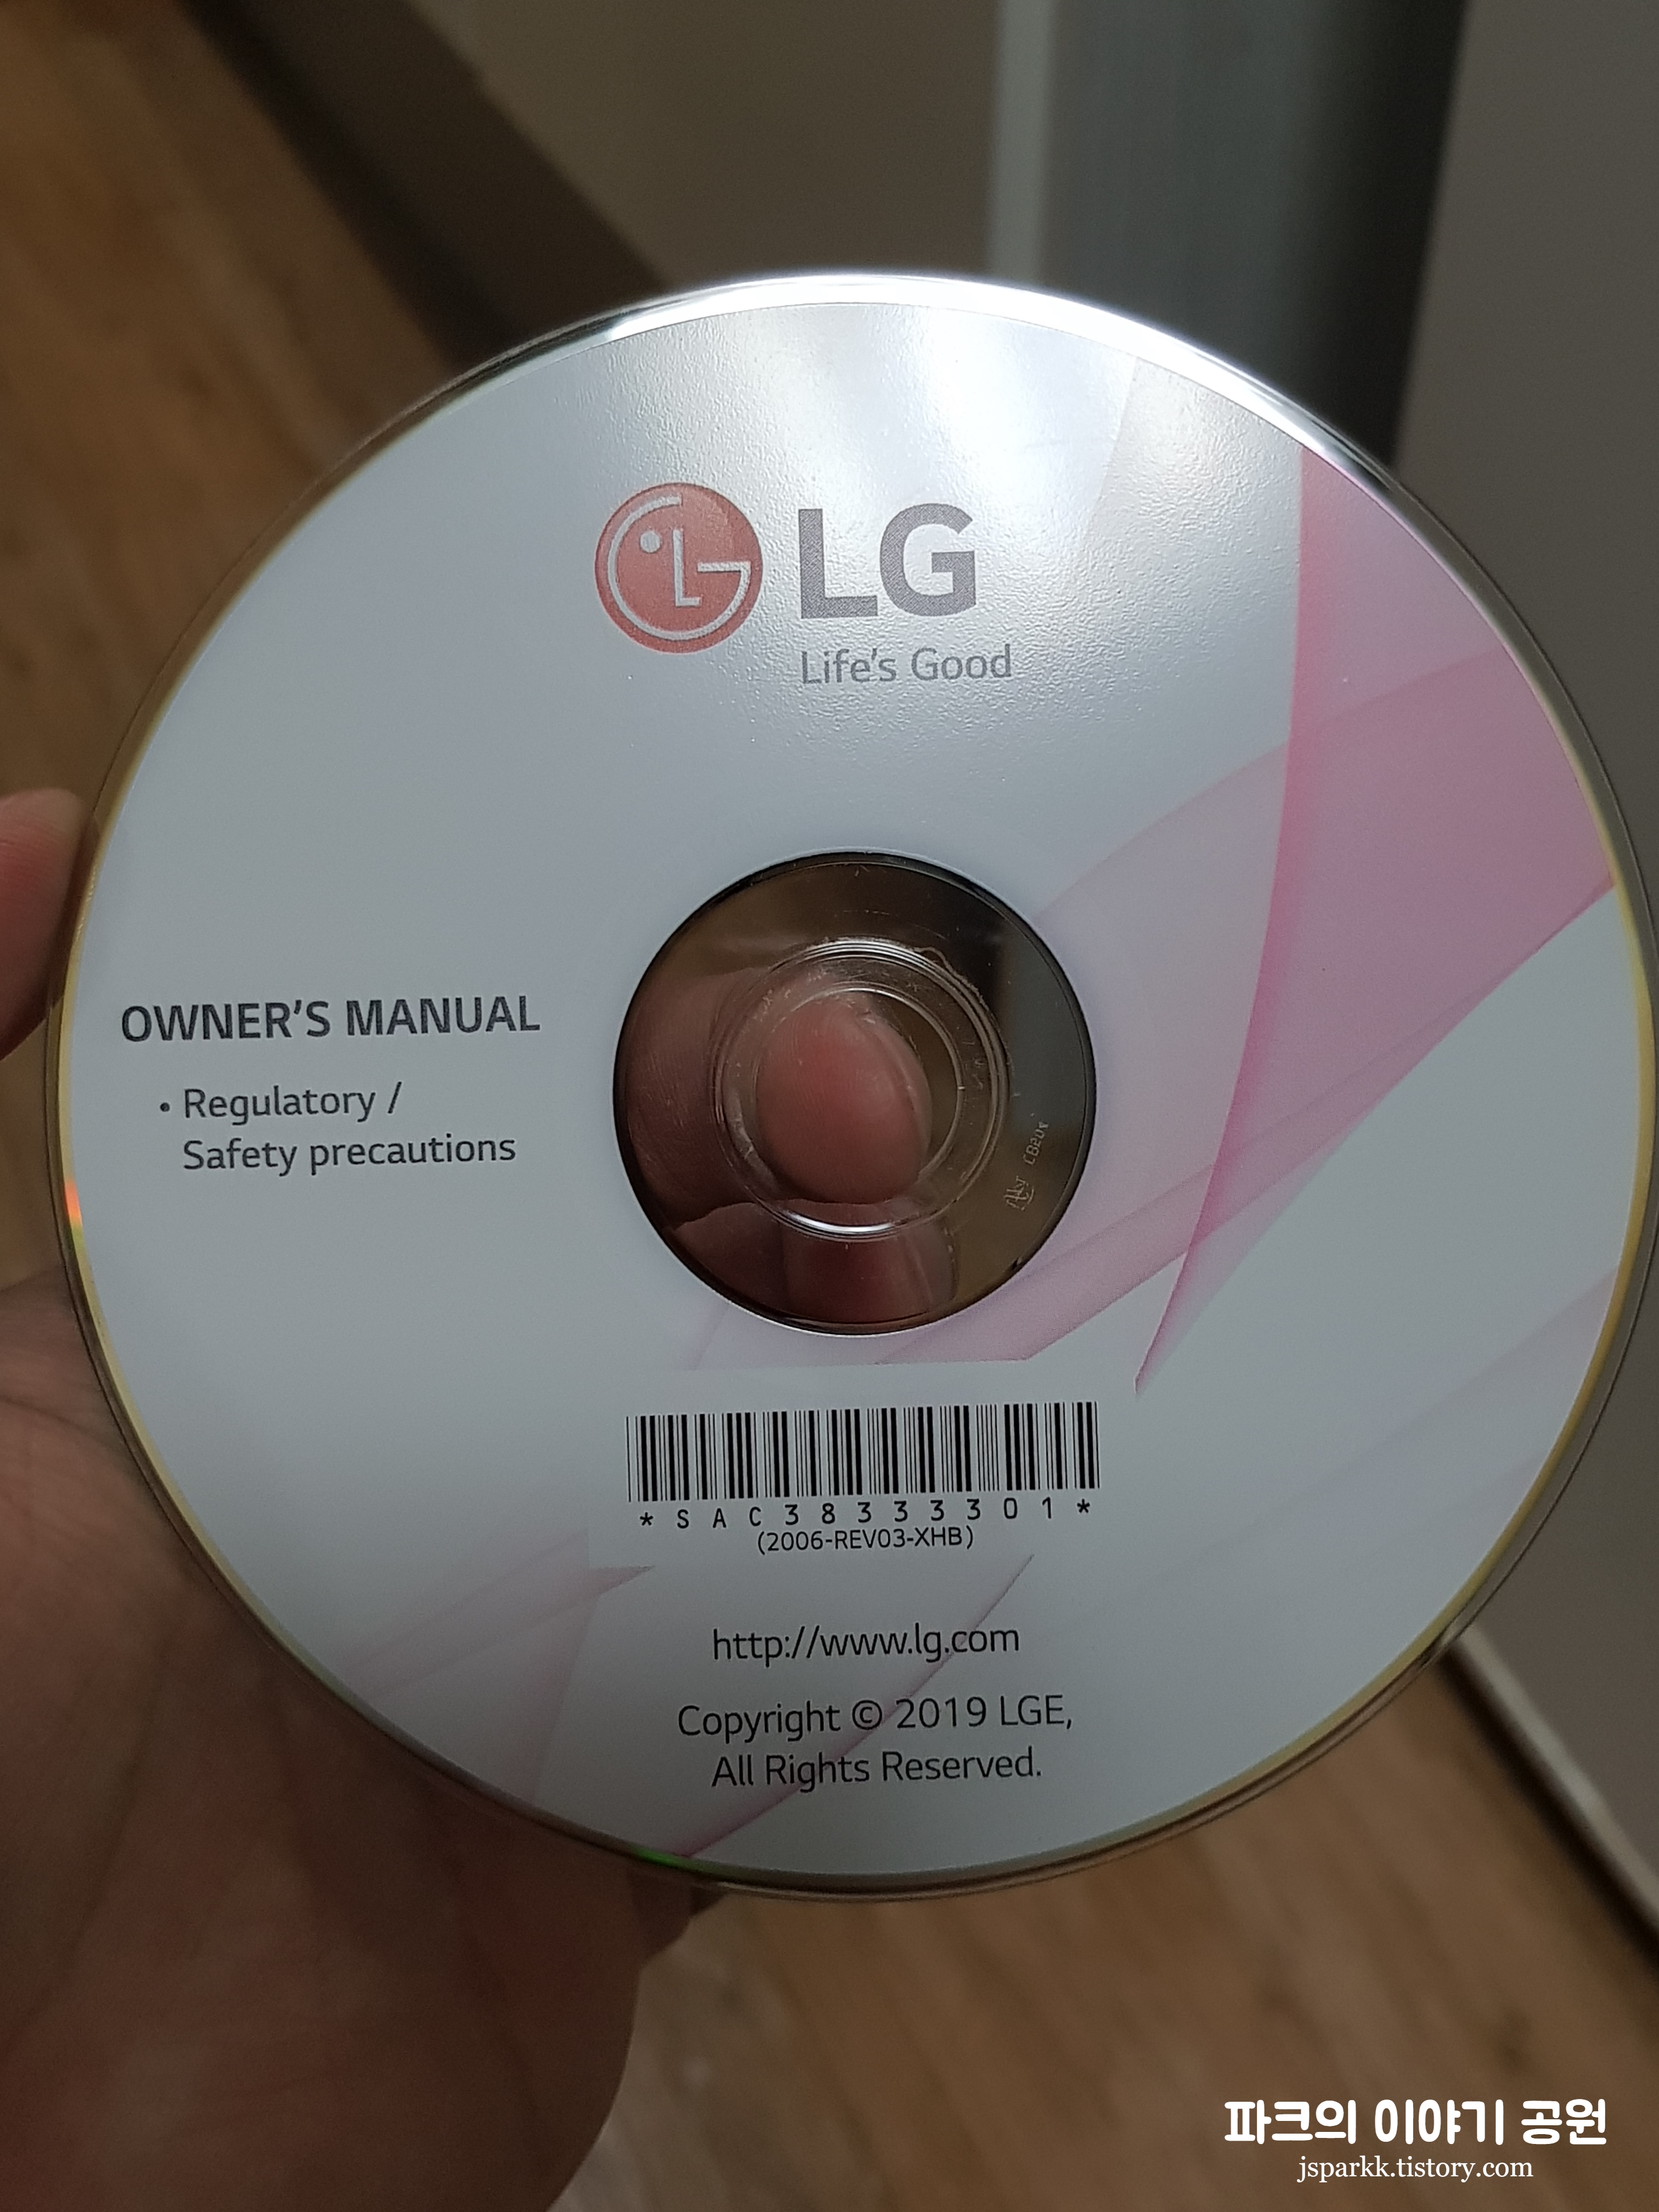 LG
Life's Good
OWNER'S MANUAL
• Regulatory /
Safety precautions
*SAC38333301*
(2006-REV03-XHB)
http://www.lg.com
Copyright © 2019 LGE,
All Rights Reserved.
파크의 이야기 공원
jsparkk.tistory.com